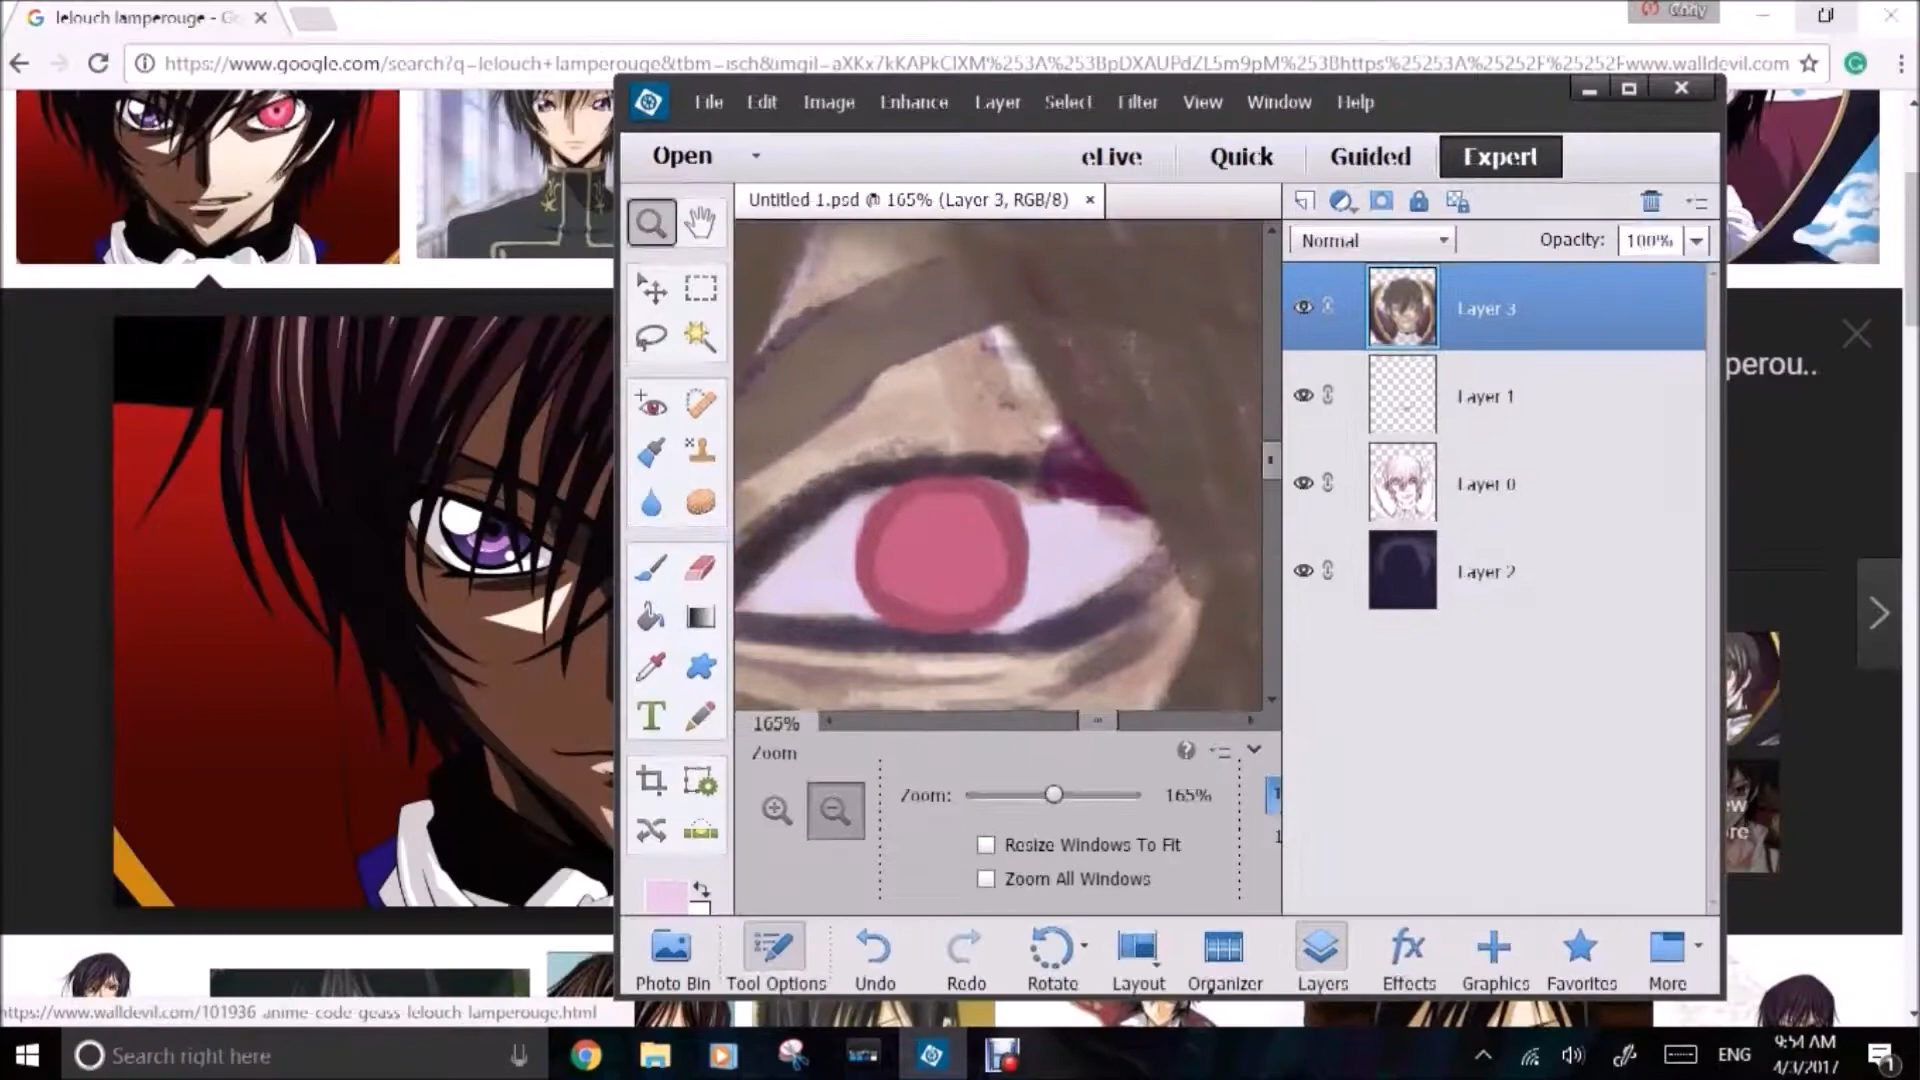 lelouch lamperouge - Go
Cody
https://www.google.com/search?q=lelouch+lamperouge&tbm=isch&imgil=aXKx7kKAPkCIXM%253A%253BpDXAUPdZL5m9pM%253Bhttps%25253A%25252F%25252Fwww.walldevil.com
File Edit Image Enhance Layer Select Filter View Window Help
Open eLive Quick Guided Expert
Untitled 1.psd @ 165% (Layer 3, RGB/8)
Normal Opacity: 100%
Layer 3
perou..
Layer 1
Layer 0
Layer 2
165%
Zoom
Zoom: 165%
Resize Windows To Fit
Zoom All Windows
Photo Bin Tool Options Undo Redo Rotate Layout Organizer Layers Effects Graphics Favorites More
https://www.walldevil.com/101936-anime-code-geass-lelouch-lamperouge.html
Search right here
ENG
9:54 AM
4/3/2017
1